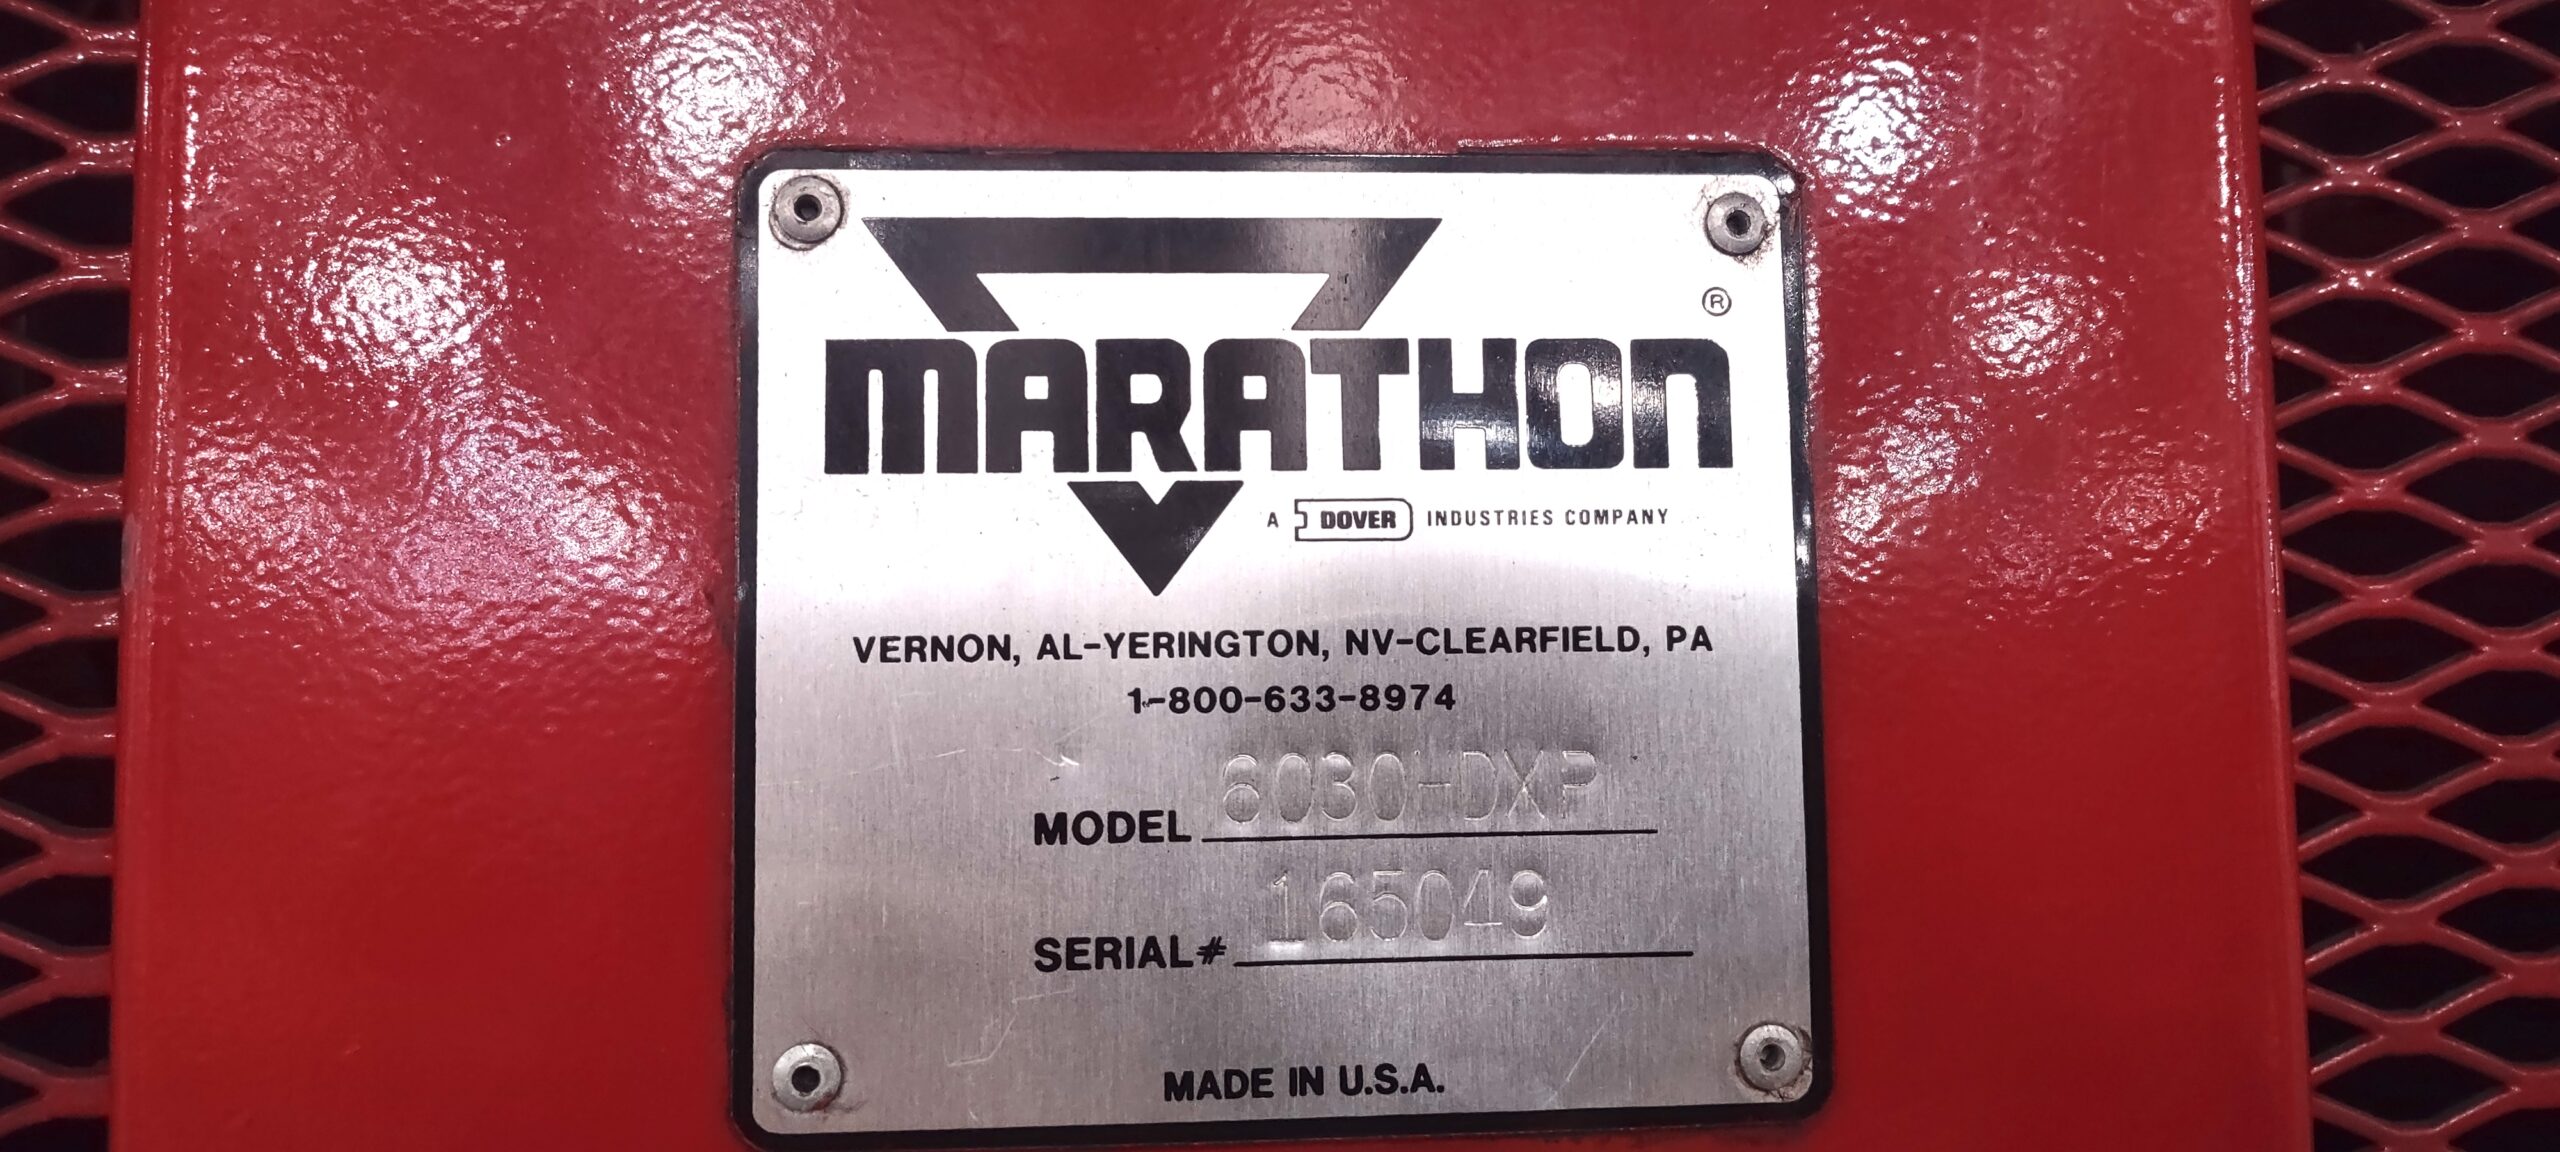 MARATHON ®
A DOVER INDUSTRIES COMPANY
VERNON, AL-YERINGTON, NV-CLEARFIELD, PA
1-800-633-8974
MODEL 6030-DXP
SERIAL# 165049
MADE IN U.S.A.